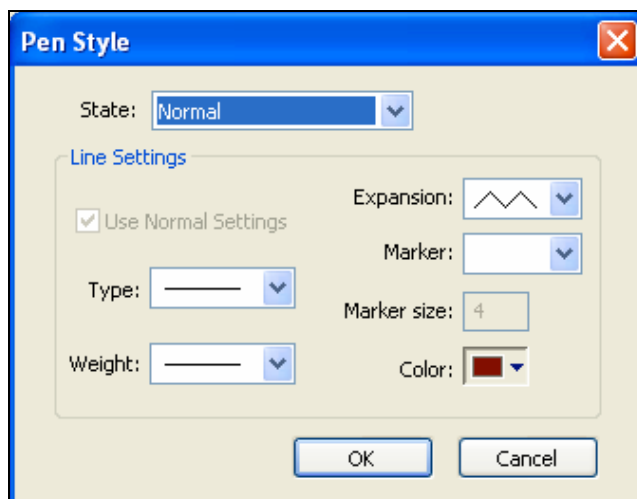 Pen Style
State: Normal
Line Settings
Use Normal Settings
Expansion:
Marker:
Type:
Marker size: 4
Weight:
Color:
OK Cancel